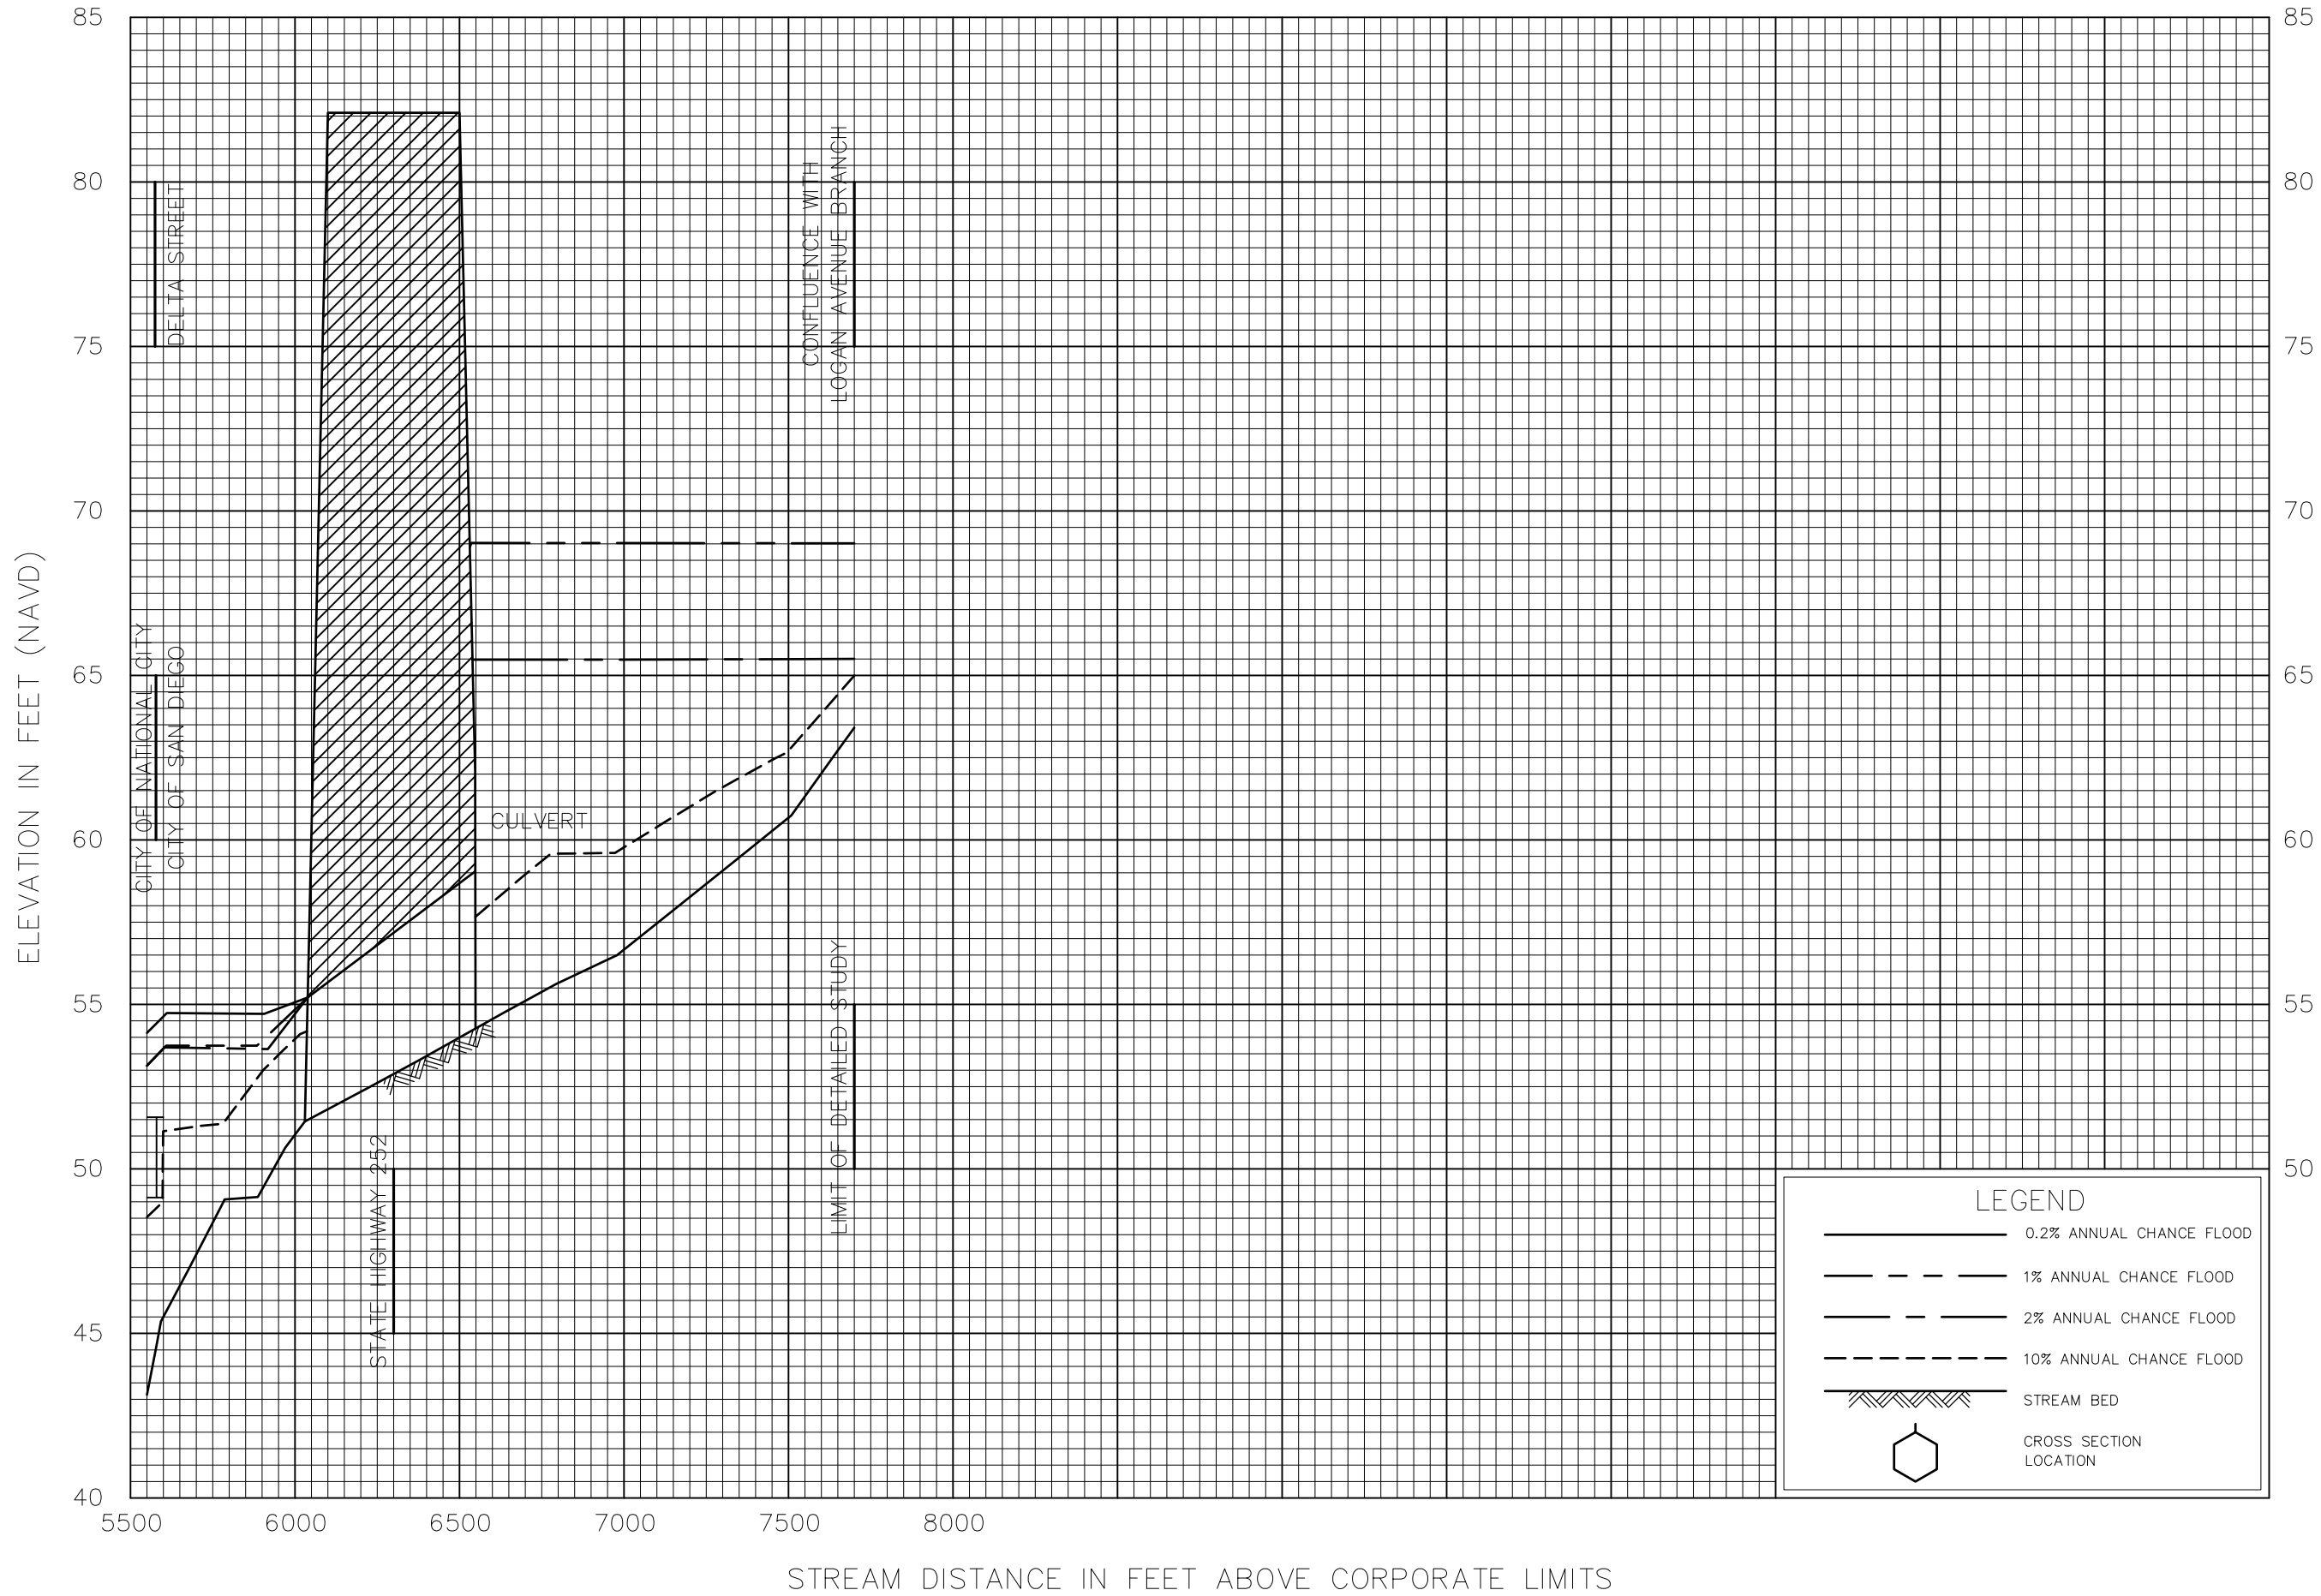 85
80
75
70
65
60
55
50
45
40
85
80
75
70
65
60
55
50
ELEVATION IN FEET (NAVD)
DELTA STREET
CONFLUENCE WITH
LOGAN AVENUE BRANCH
CITY OF NATIONAL CITY
CITY OF SAN DIEGO
CULVERT
LIMIT OF DETAILED STUDY
STATE HIGHWAY 252
LEGEND
0.2% ANNUAL CHANCE FLOOD
1% ANNUAL CHANCE FLOOD
2% ANNUAL CHANCE FLOOD
10% ANNUAL CHANCE FLOOD
STREAM BED
CROSS SECTION
LOCATION
5500 6000 6500 7000 7500 8000
STREAM DISTANCE IN FEET ABOVE CORPORATE LIMITS